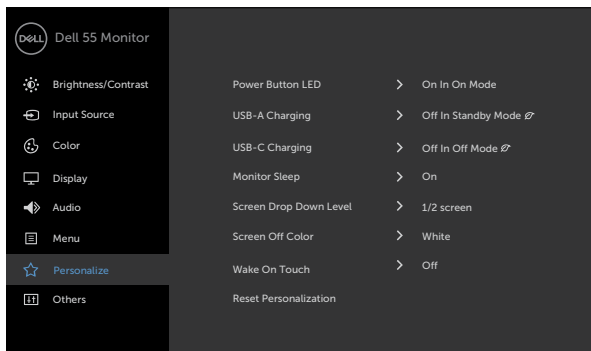 DELL Dell 55 Monitor
Brightness/Contrast
Input Source
Color
Display
Audio
Menu
Personalize
Others
Power Button LED > On In On Mode
USB-A Charging > Off In Standby Mode
USB-C Charging > Off In Off Mode
Monitor Sleep > On
Screen Drop Down Level > 1/2 screen
Screen Off Color > White
Wake On Touch > Off
Reset Personalization